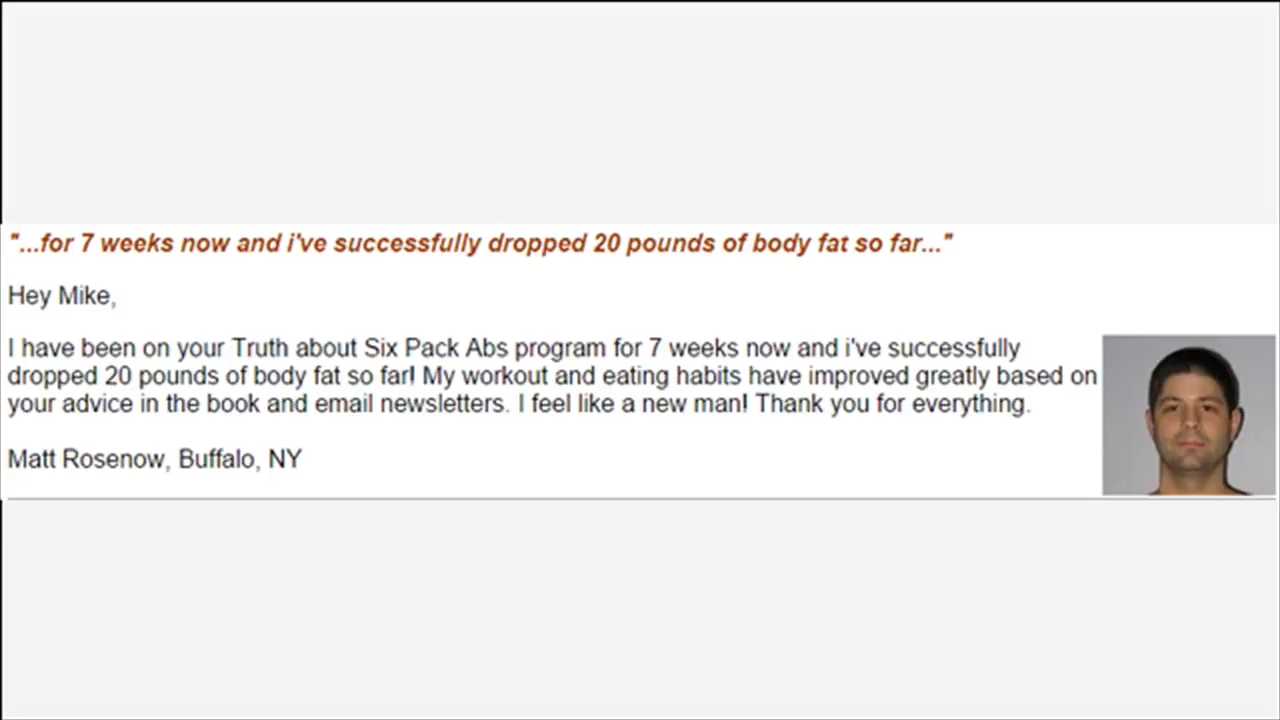 "...for 7 weeks now and i've successfully dropped 20 pounds of body fat so far..."
Hey Mike,
I have been on your Truth about Six Pack Abs program for 7 weeks now and i've successfully
dropped 20 pounds of body fat so far! My workout and eating habits have improved greatly based on
your advice in the book and email newsletters. I feel like a new man! Thank you for everything.
Matt Rosenow, Buffalo, NY